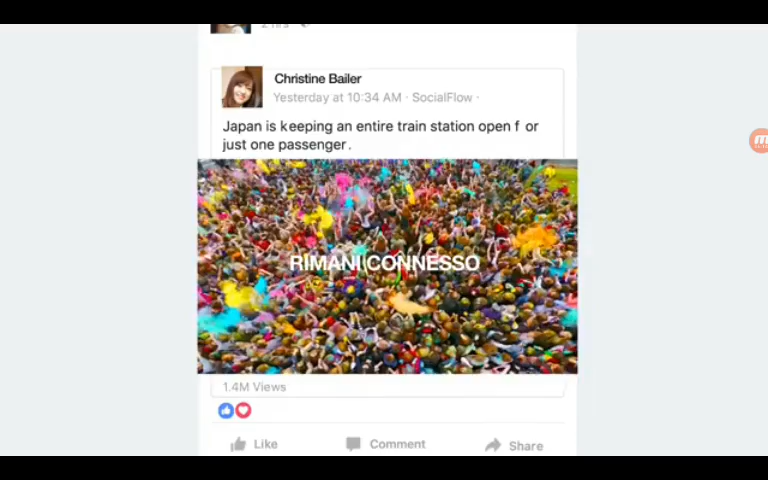 Christine Bailer
Yesterday at 10:34 AM · SocialFlow ·
Japan is keeping an entire train station open f or
just one passenger.
RIMANI CONNESSO
1.4M Views
Like Comment Share